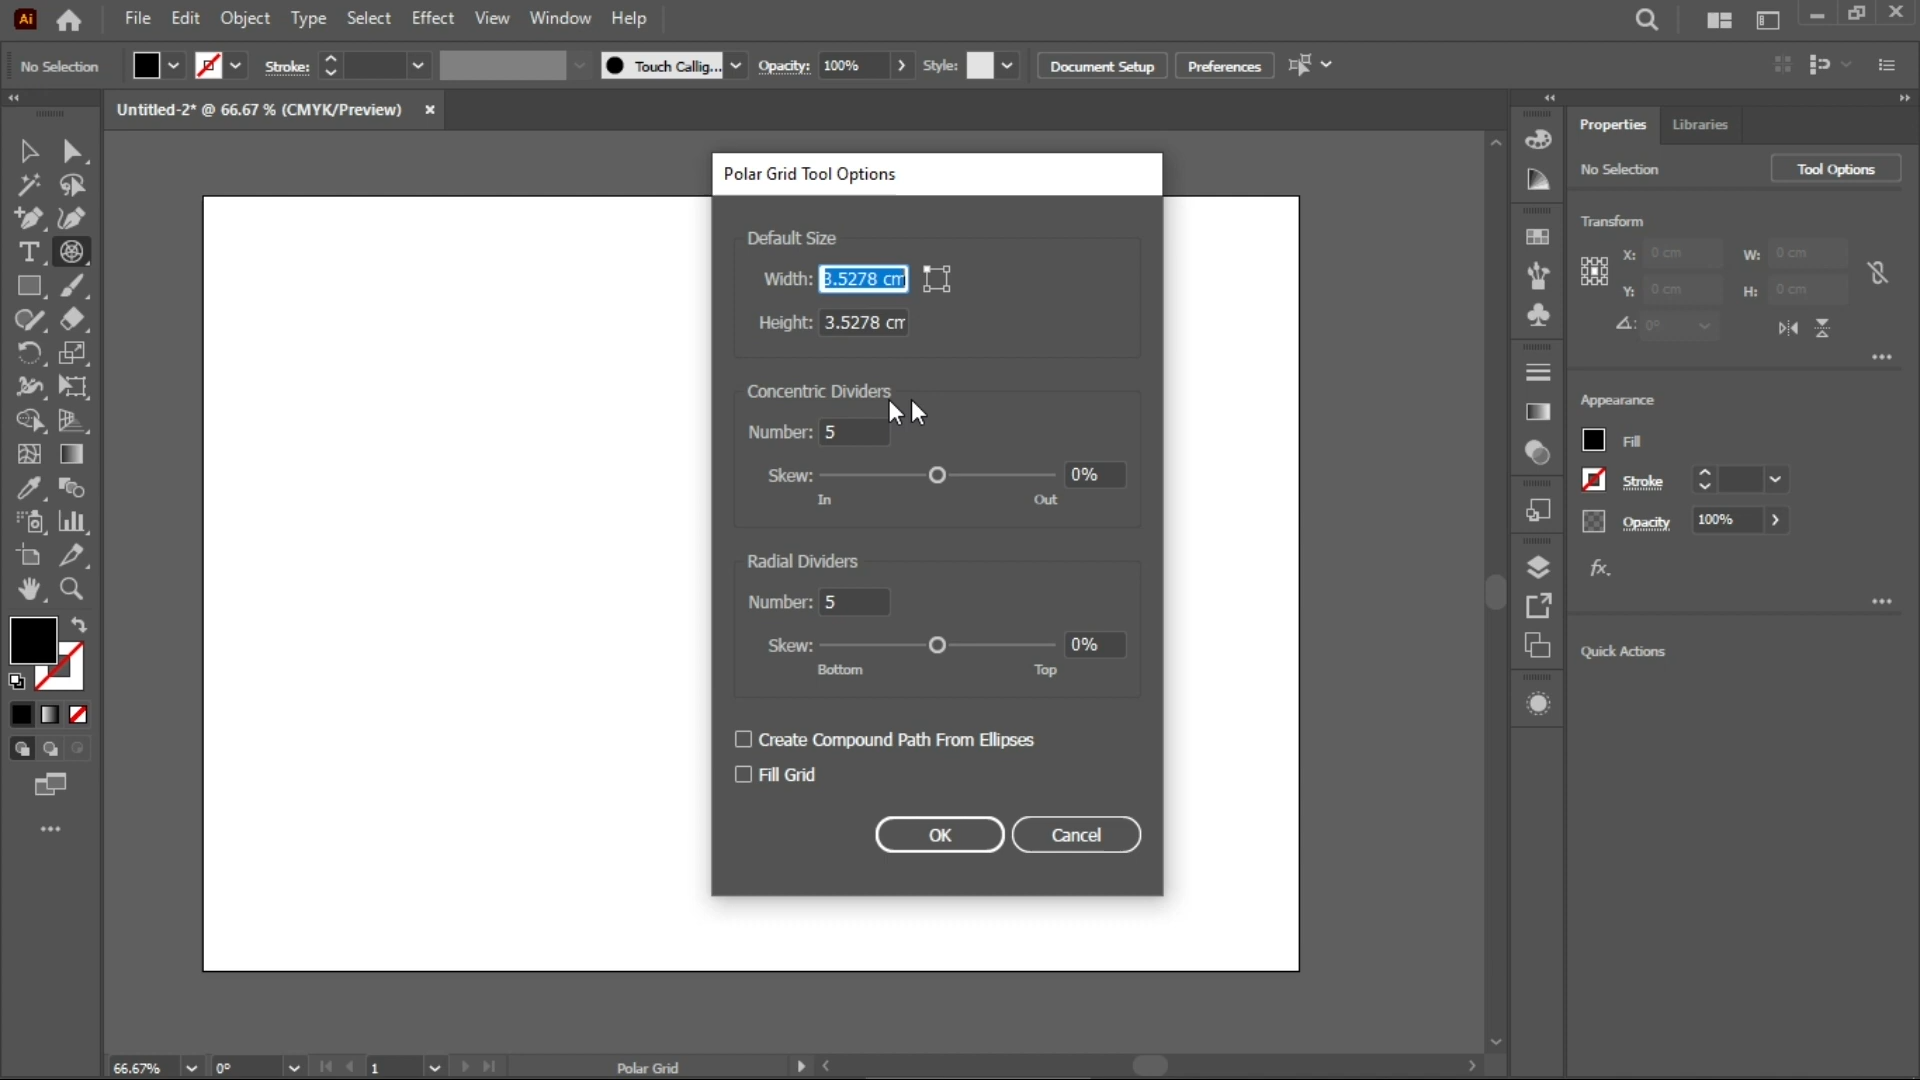 Ai File Edit Object Type Select Effect View Window Help
No Selection Stroke: Touch Callig... Opacity: 100% Style: Document Setup Preferences
Untitled-2* @ 66.67 % (CMYK/Preview)
Properties Libraries
No Selection Tool Options
Transform
X: 0 cm W: 0 cm
Y: 0 cm H: 0 cm
0°
Appearance
Fill
Stroke
Opacity 100%
fx.
Quick Actions
Polar Grid Tool Options
Default Size
Width: 3.5278 cm
Height: 3.5278 cm
Concentric Dividers
Number: 5
Skew: 0%
In Out
Radial Dividers
Number: 5
Skew: 0%
Bottom Top
Create Compound Path From Ellipses
Fill Grid
OK Cancel
66.67% 0° 1 Polar Grid